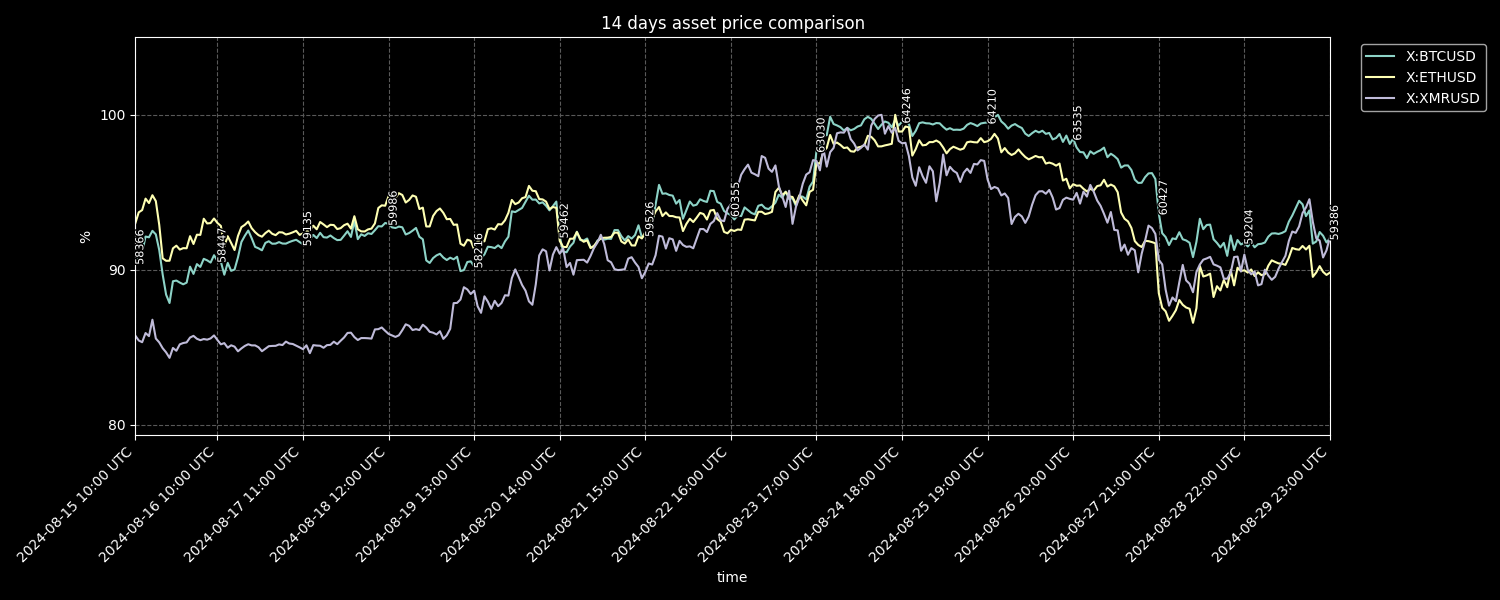 14 days asset price comparison
X:BTCUSD
X:ETHUSD
X:XMRUSD
%
100
90
80
58366
58447
59135
59986
58216
59462
59526
60355
63030
64246
64210
63535
60427
59204
59386
2024-08-15 10:00 UTC
2024-08-16 10:00 UTC
2024-08-17 11:00 UTC
2024-08-18 12:00 UTC
2024-08-19 13:00 UTC
2024-08-20 14:00 UTC
2024-08-21 15:00 UTC
2024-08-22 16:00 UTC
2024-08-23 17:00 UTC
2024-08-24 18:00 UTC
2024-08-25 19:00 UTC
2024-08-26 20:00 UTC
2024-08-27 21:00 UTC
2024-08-28 22:00 UTC
2024-08-29 23:00 UTC
time